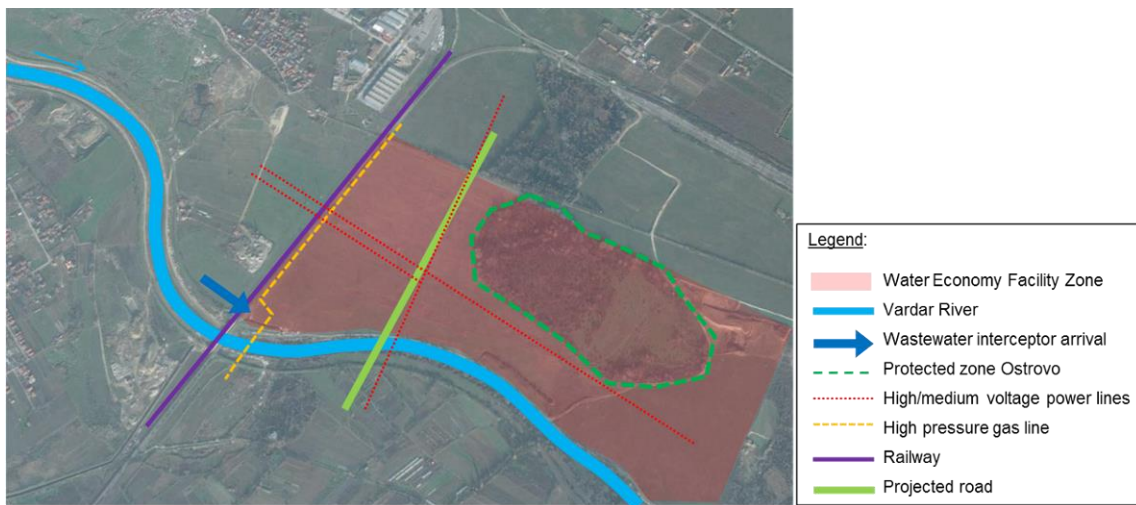 Legend:
Water Economy Facility Zone
Vardar River
Wastewater interceptor arrival
Protected zone Ostrovo
High/medium voltage power lines
High pressure gas line
Railway
Projected road